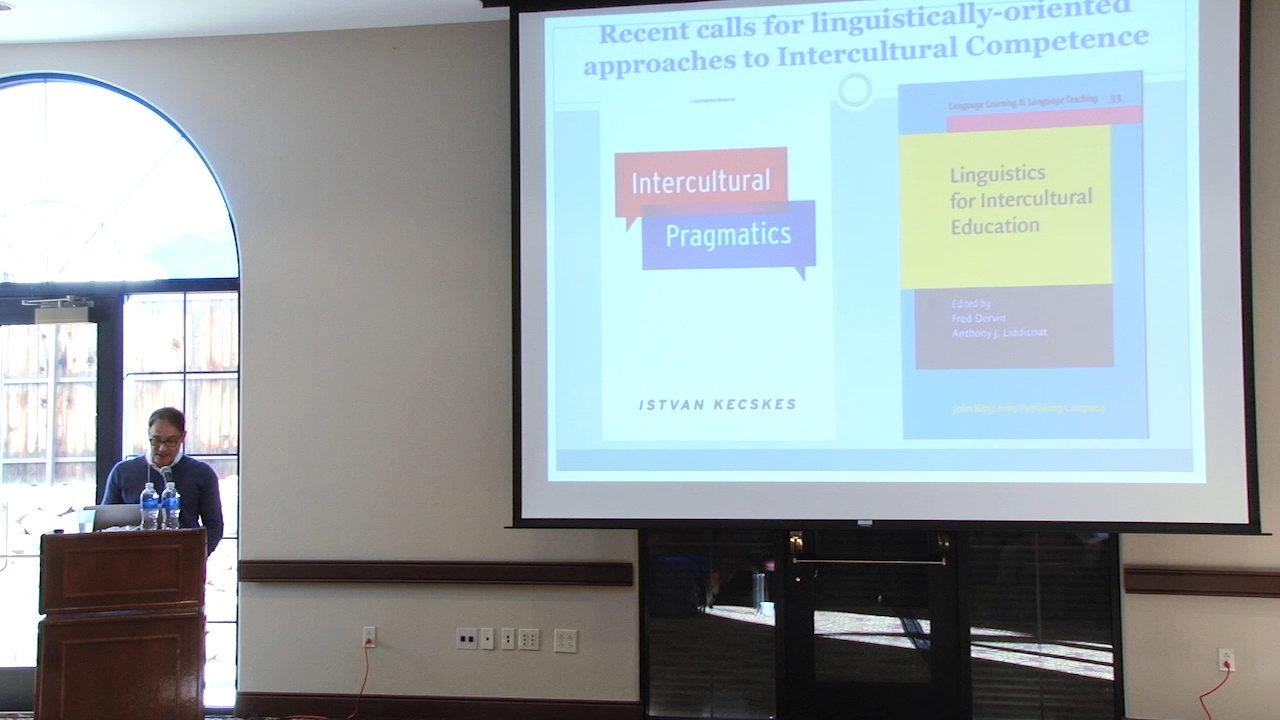 Recent calls for linguistically-oriented
approaches to Intercultural Competence
Intercultural
Pragmatics
ISTVAN KECSKES
Language Learning & Language Teaching 33
Linguistics
for Intercultural
Education
Edited by
Fred Dervin
Anthony J. Liddicoat
John Benjamins Publishing Company